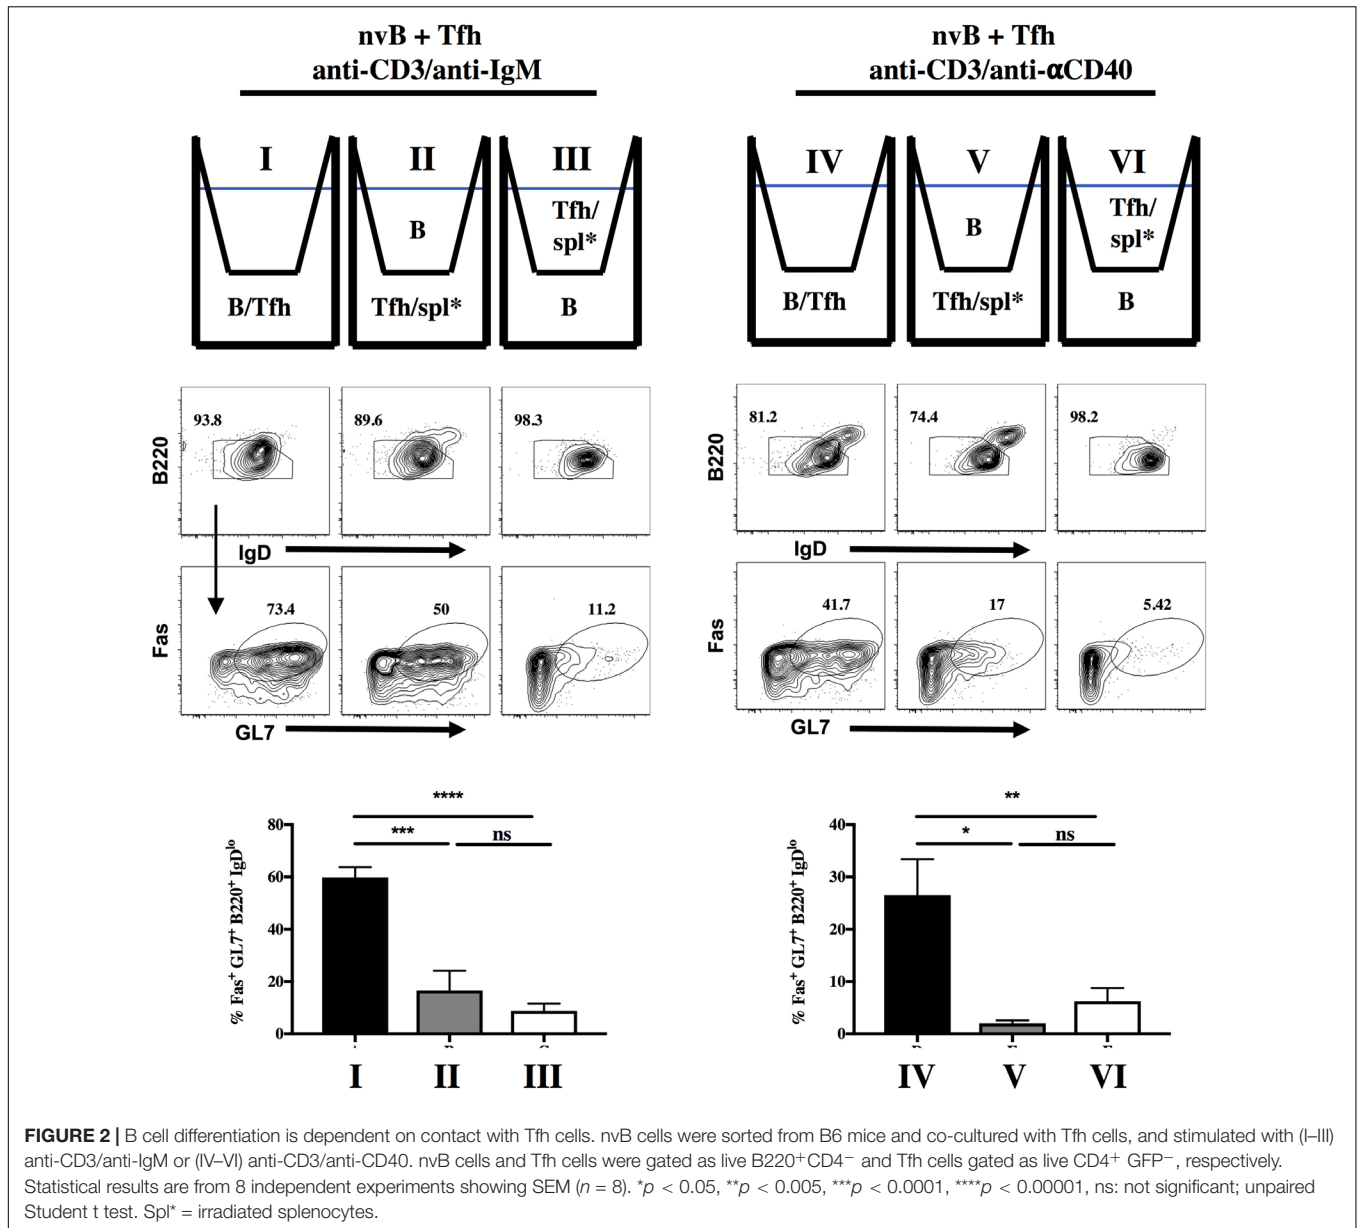 nvB + Tfh
anti-CD3/anti-IgM
nvB + Tfh
anti-CD3/anti-αCD40
I
II
III
IV
V
VI
B/Tfh
B
Tfh/spl*
Tfh/
spl*
B
B/Tfh
B
Tfh/spl*
Tfh/
spl*
B
93.8
89.6
98.3
81.2
74.4
98.2
B220
IgD
B220
IgD
73.4
50
11.2
41.7
17
5.42
Fas
GL7
Fas
GL7
% Fas⁺ GL7⁺ B220⁺ IgDˡᵒ
80
60
40
20
0
****
***
ns
I
II
III
% Fas⁺ GL7⁺ B220⁺ IgDˡᵒ
40
30
20
10
0
**
*
ns
IV
V
VI
FIGURE 2 | B cell differentiation is dependent on contact with Tfh cells. nvB cells were sorted from B6 mice and co-cultured with Tfh cells, and stimulated with (I–III)
anti-CD3/anti-IgM or (IV–VI) anti-CD3/anti-CD40. nvB cells and Tfh cells were gated as live B220⁺CD4⁻ and Tfh cells gated as live CD4⁺ GFP⁻, respectively.
Statistical results are from 8 independent experiments showing SEM (n = 8). *p < 0.05, **p < 0.005, ***p < 0.0001, ****p < 0.00001, ns: not significant; unpaired
Student t test. Spl* = irradiated splenocytes.